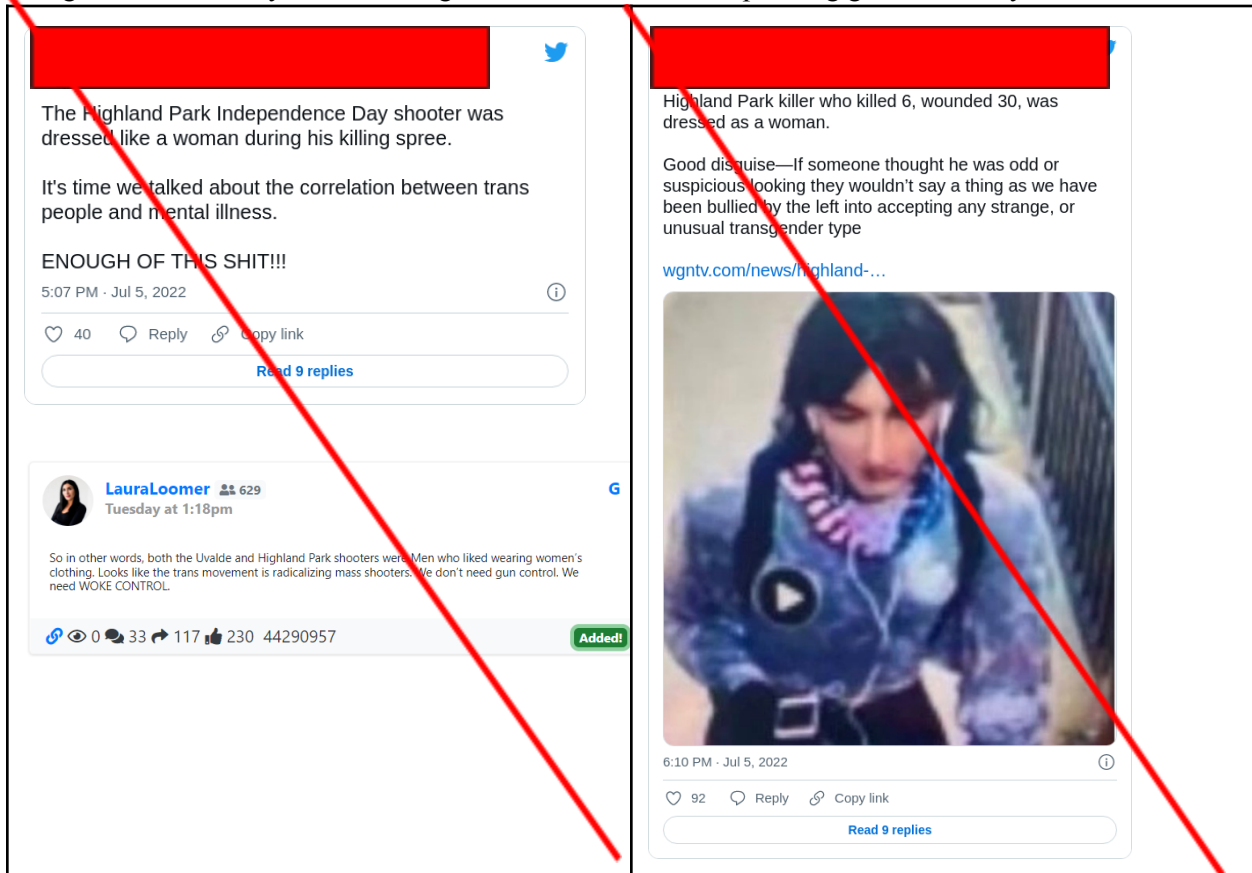 The Highland Park Independence Day shooter was
dressed like a woman during his killing spree.
It's time we talked about the correlation between trans
people and mental illness.
ENOUGH OF THIS SHIT!!!
5:07 PM · Jul 5, 2022
40 Reply Copy link
Read 9 replies
LauraLoomer 629
G
Tuesday at 1:18pm
So in other words, both the Uvalde and Highland Park shooters were Men who liked wearing women's
clothing. Looks like the trans movement is radicalizing mass shooters. We don't need gun control. We
need WOKE CONTROL.
0 33 117 230 44290957
Added!
Highland Park killer who killed 6, wounded 30, was
dressed as a woman.
Good disguise—If someone thought he was odd or
suspicious looking they wouldn't say a thing as we have
been bullied by the left into accepting any strange, or
unusual transgender type
wgntv.com/news/highland-…
6:10 PM · Jul 5, 2022
92 Reply Copy link
Read 9 replies